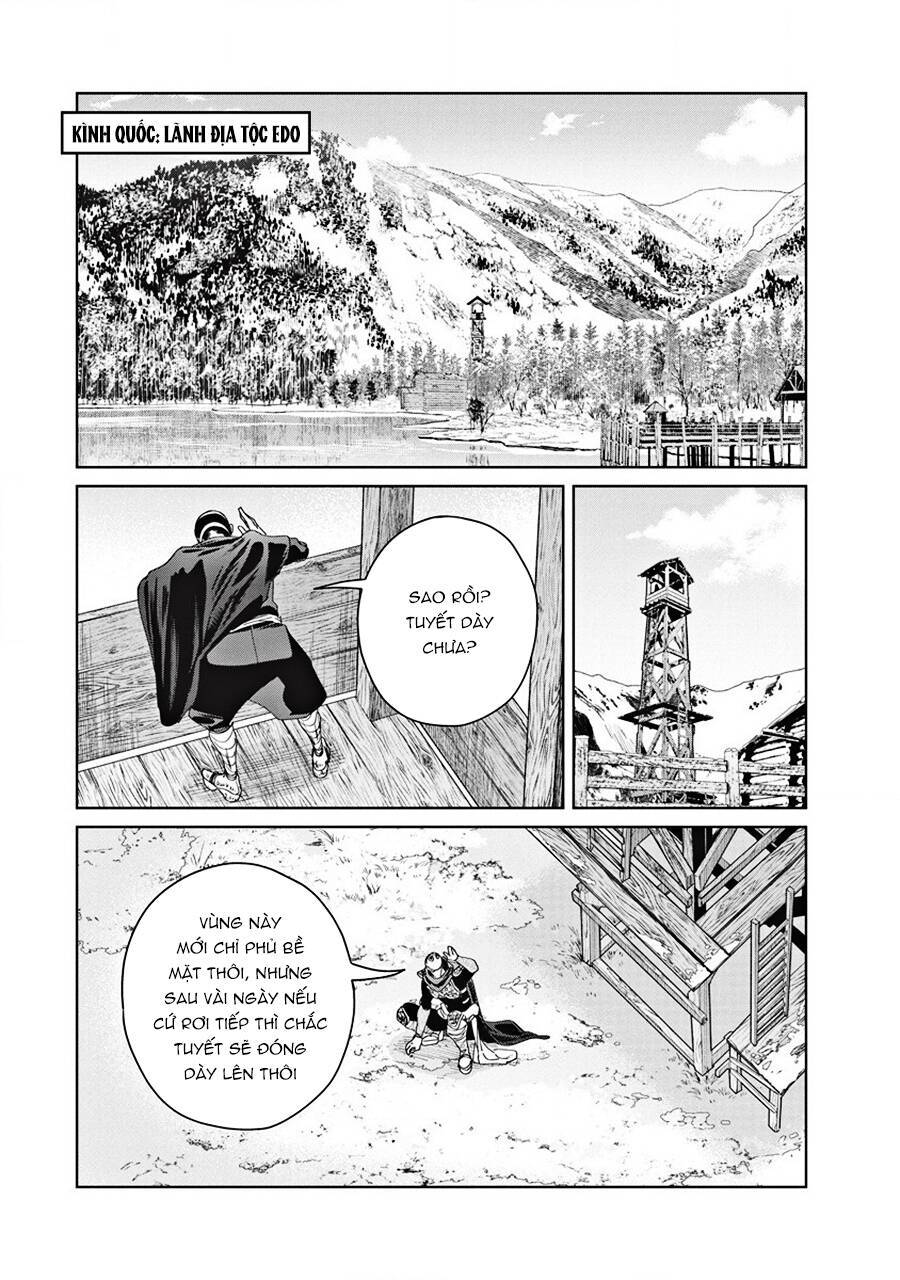 KÌNH QUỐC: LÃNH ĐỊA TỘC EDO
SAO RỒI?
TUYẾT DÀY
CHƯA?
VÙNG NÀY
MỚI CHỈ PHỦ BỀ
MẶT THÔI, NHƯNG
SAU VÀI NGÀY NẾU
CỨ RƠI TIẾP THÌ CHẮC
TUYẾT SẼ ĐÓNG
DÀY LÊN THÔI